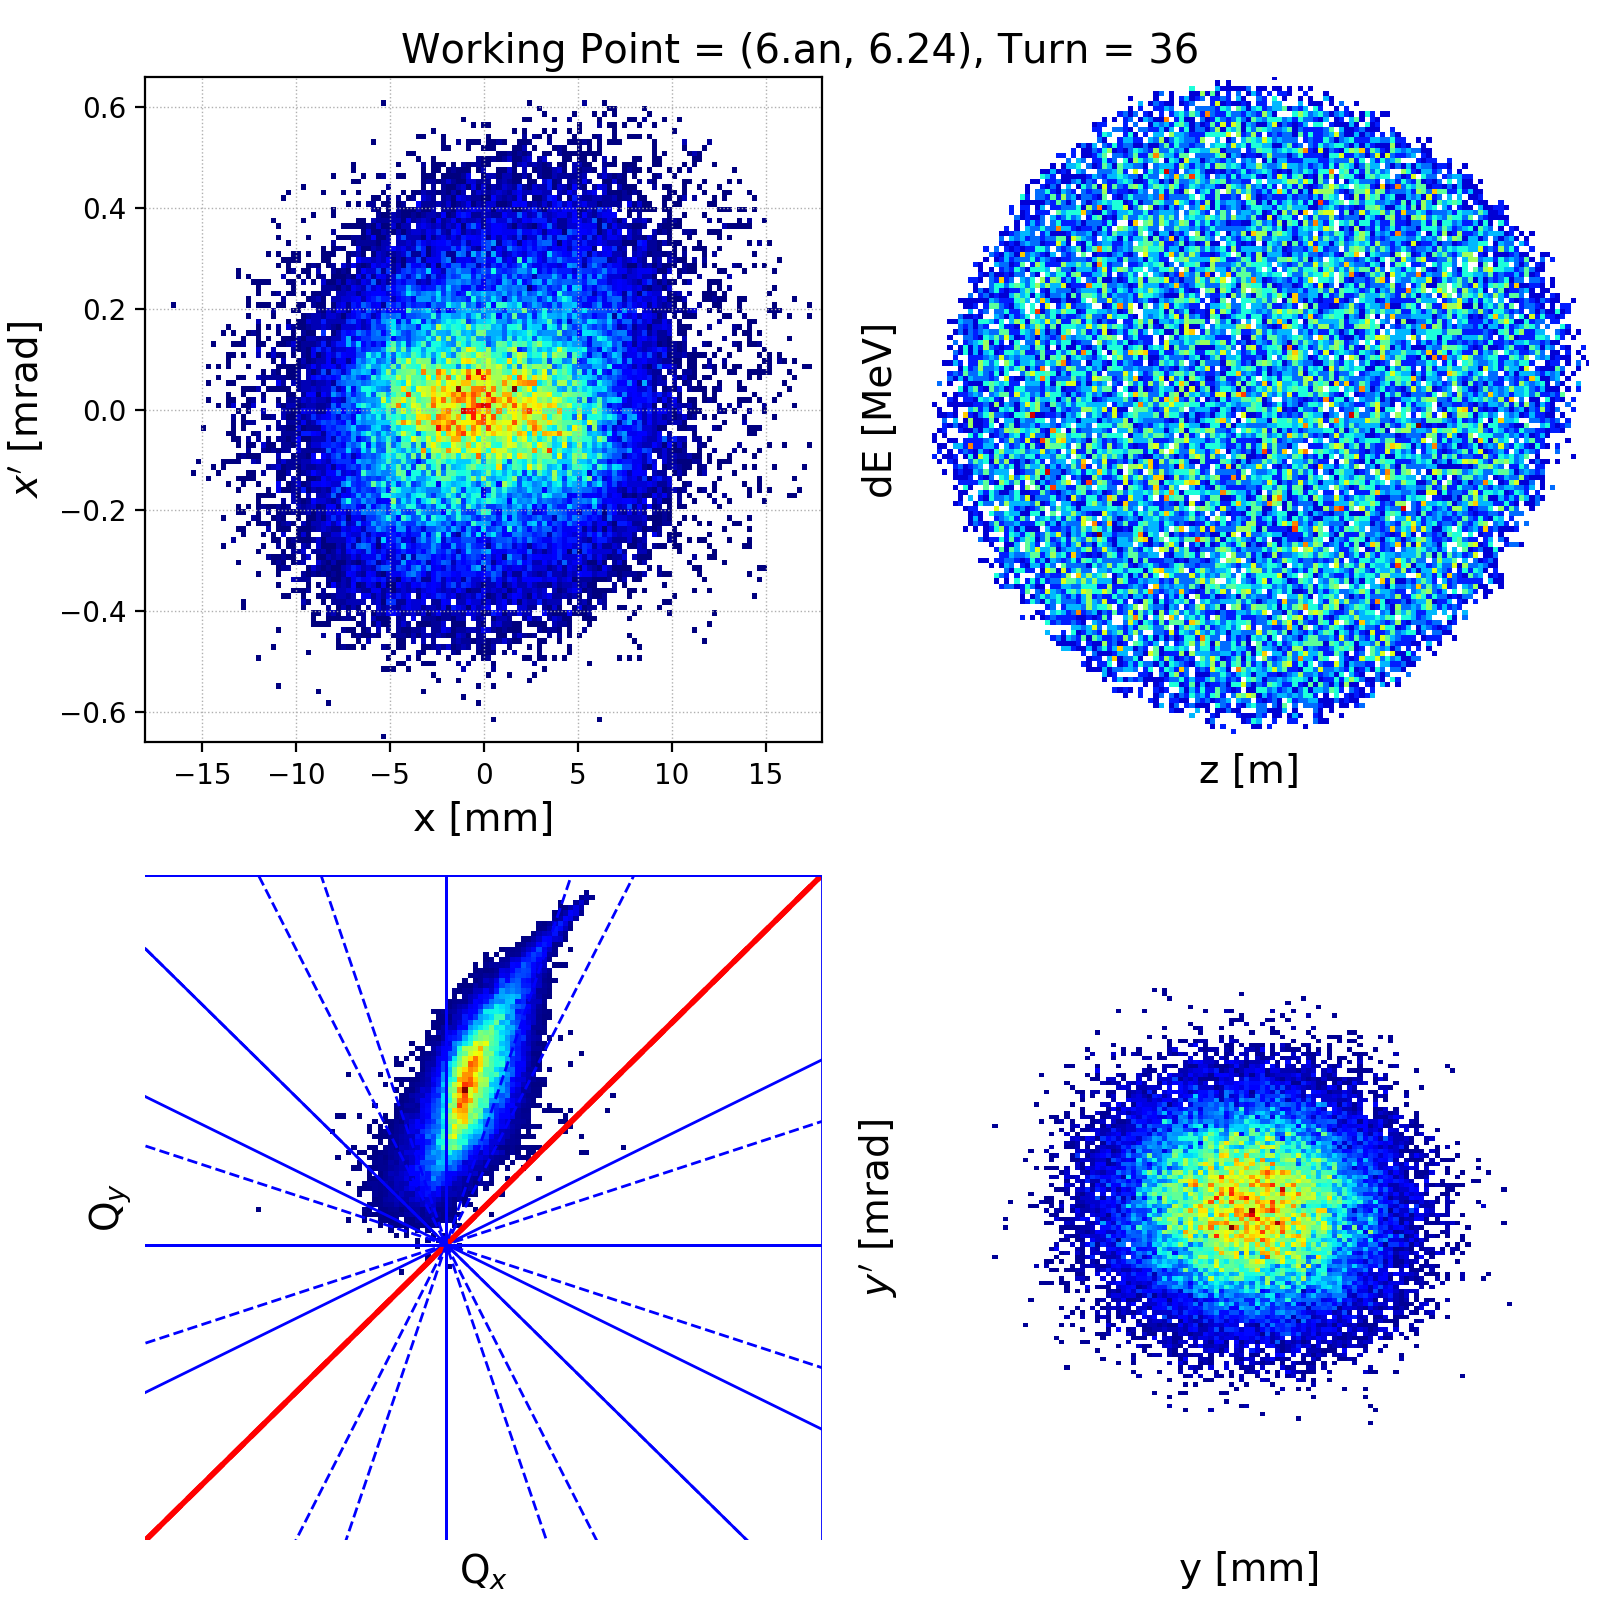 Working Point = (6.an, 6.24), Turn = 36
0.6
0.4
0.2
0.0
−0.2
−0.4
−0.6
x′ [mrad]
−15 −10 −5 0 5 10 15
x [mm]
dE [MeV]
z [m]
Qy
Qx
y′ [mrad]
y [mm]